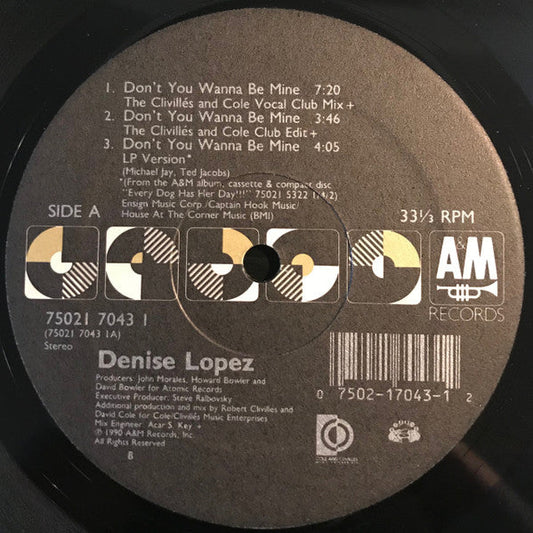 1. Don't You Wanna Be Mine 7:20
The Clivillés and Cole Vocal Club Mix +
2. Don't You Wanna Be Mine 3:46
The Clivillés and Cole Club Edit +
3. Don't You Wanna Be Mine 4:05
LP Version*
(Michael Jay, Ted Jacobs)
*(From the A&M album, cassette & compact disc
"Every Dog Has Her Day!!!" 75021 5322 1/4/2)
Ensign Music Corp./Captain Hook Music/
House At The Corner Music (BMI)
SIDE A
33⅓ RPM
A&M
RECORDS
75021 7043 1
(75021 7043 1A)
Stereo
Denise Lopez
Producers: John Morales, Howard Bowler and
David Bowler for Atomic Records
Executive Producer: Steve Ralbovsky
Additional production and mix by Robert Clivilles and
David Cole for Cole/Clivillés Music Enterprises
Mix Engineer: Acar S. Key +
℗ 1990 A&M Records, Inc.
All Rights Reserved
B
0 7502-17043-1 2